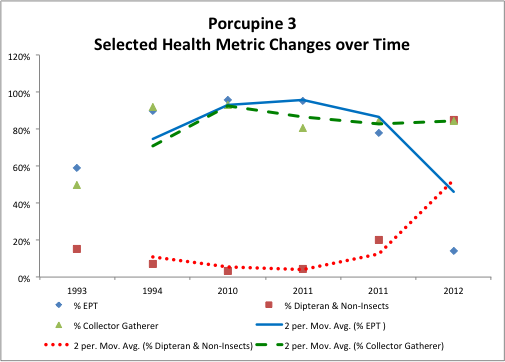 Porcupine 3
Selected Health Metric Changes over Time
120%
100%
80%
60%
40%
20%
0%
1993 1994 2010 2011 2011 2012
% EPT % Dipteran & Non-Insects
% Collector Gatherer 2 per. Mov. Avg. (% EPT )
2 per. Mov. Avg. (% Dipteran & Non-Insects) 2 per. Mov. Avg. (% Collector Gatherer)